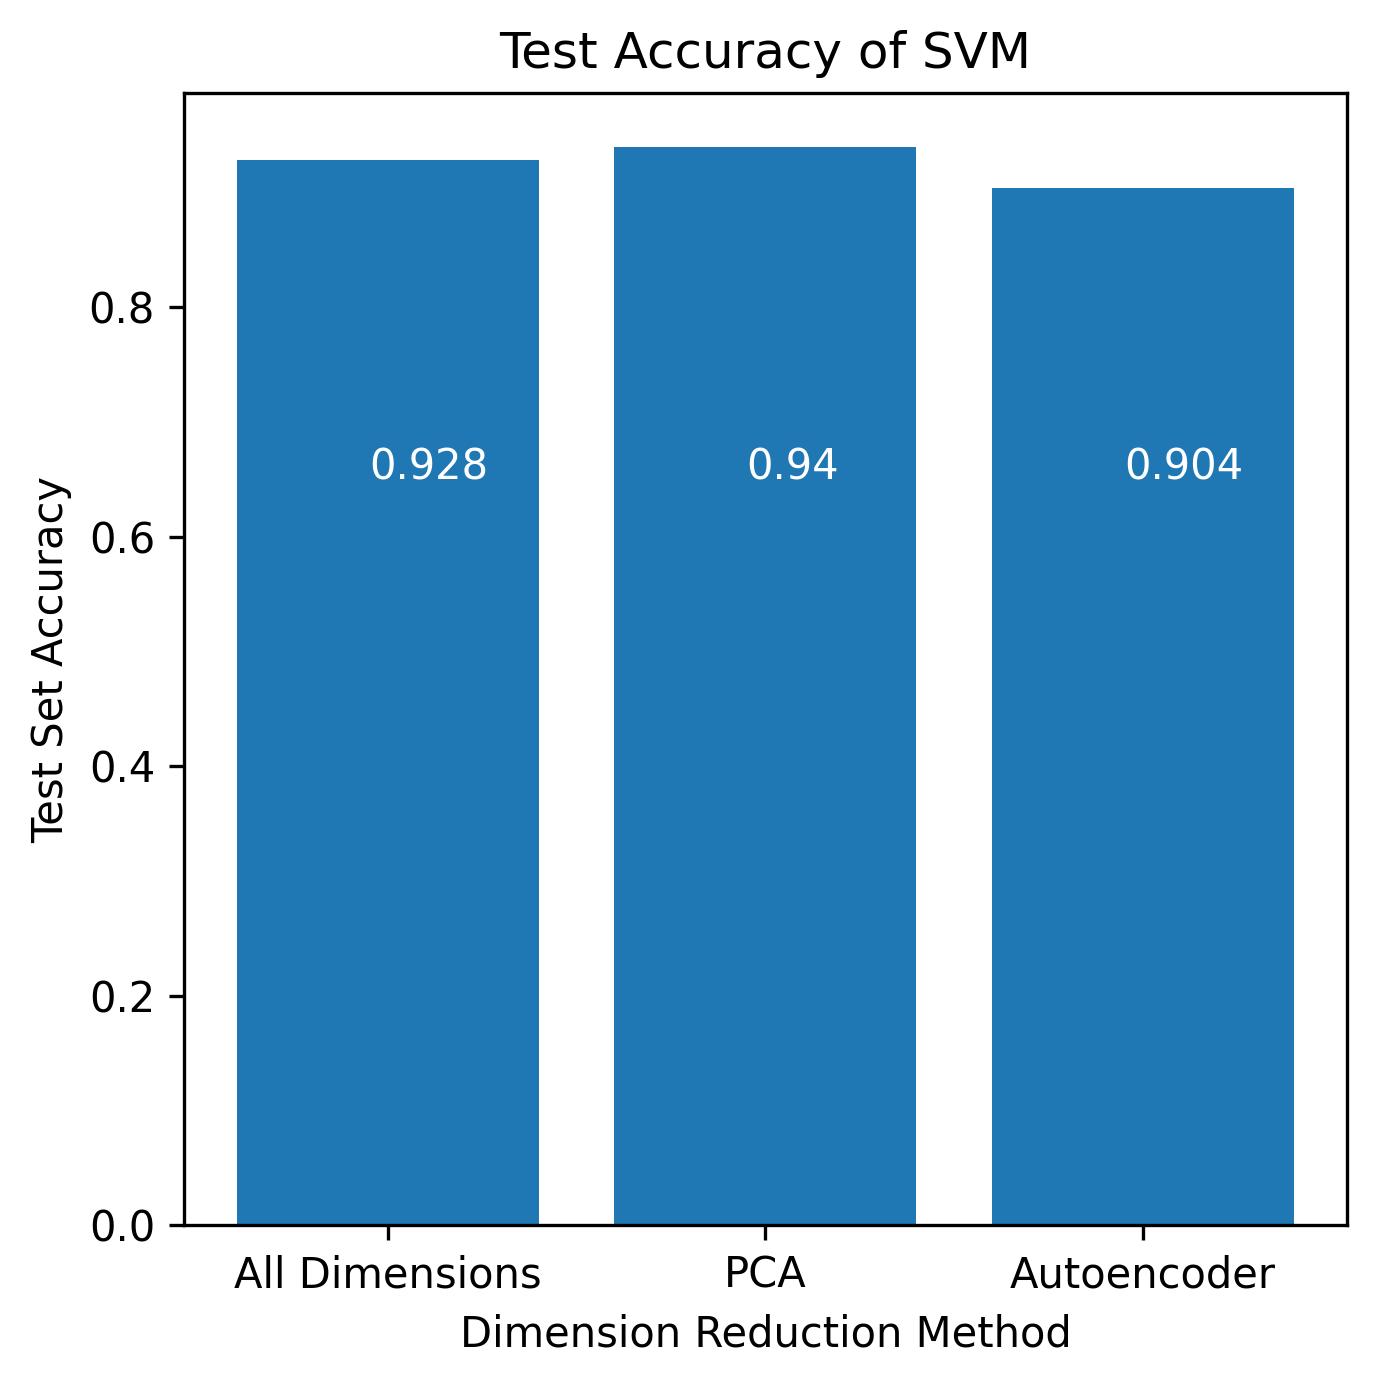 Test Accuracy of SVM
Test Set Accuracy
0.8
0.6
0.4
0.2
0.0
0.928
0.94
0.904
All Dimensions
PCA
Autoencoder
Dimension Reduction Method